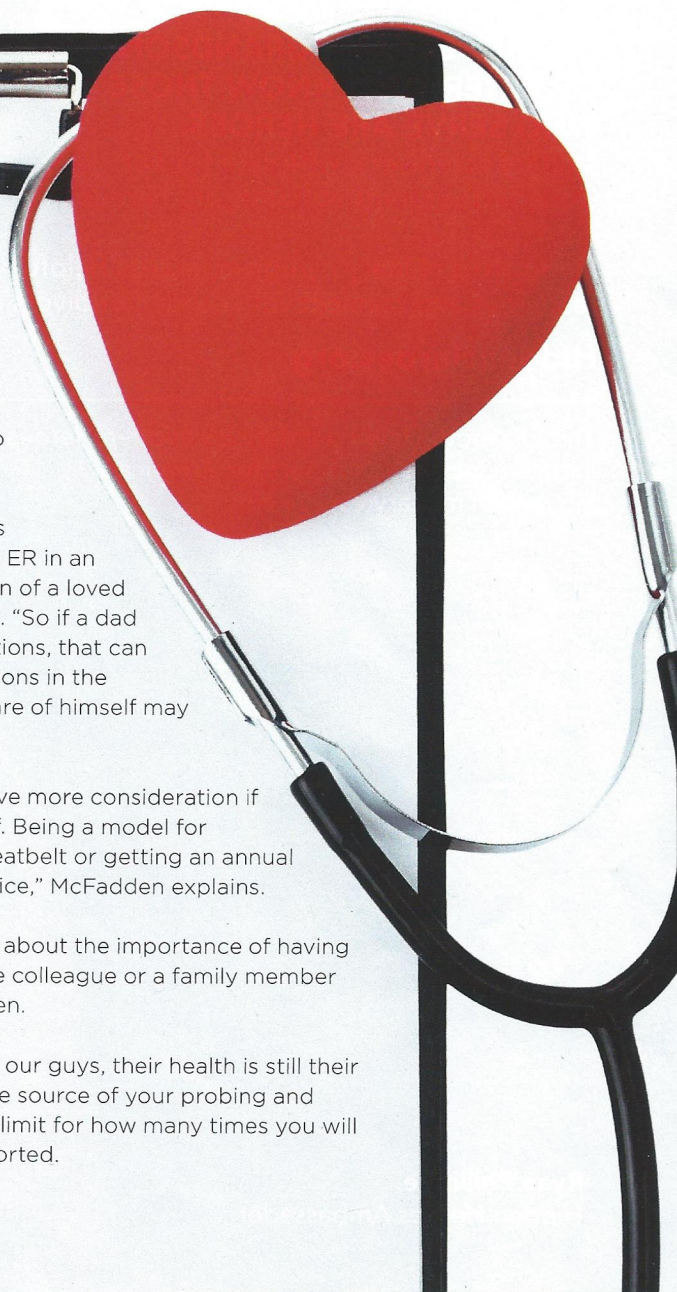 o
s
ER in an
n of a loved
. “So if a dad
tions, that can
ons in the
are of himself may
ve more consideration if
f. Being a model for
eatbelt or getting an annual
ice,” McFadden explains.
about the importance of having
e colleague or a family member
en.
our guys, their health is still their
e source of your probing and
limit for how many times you will
orted.